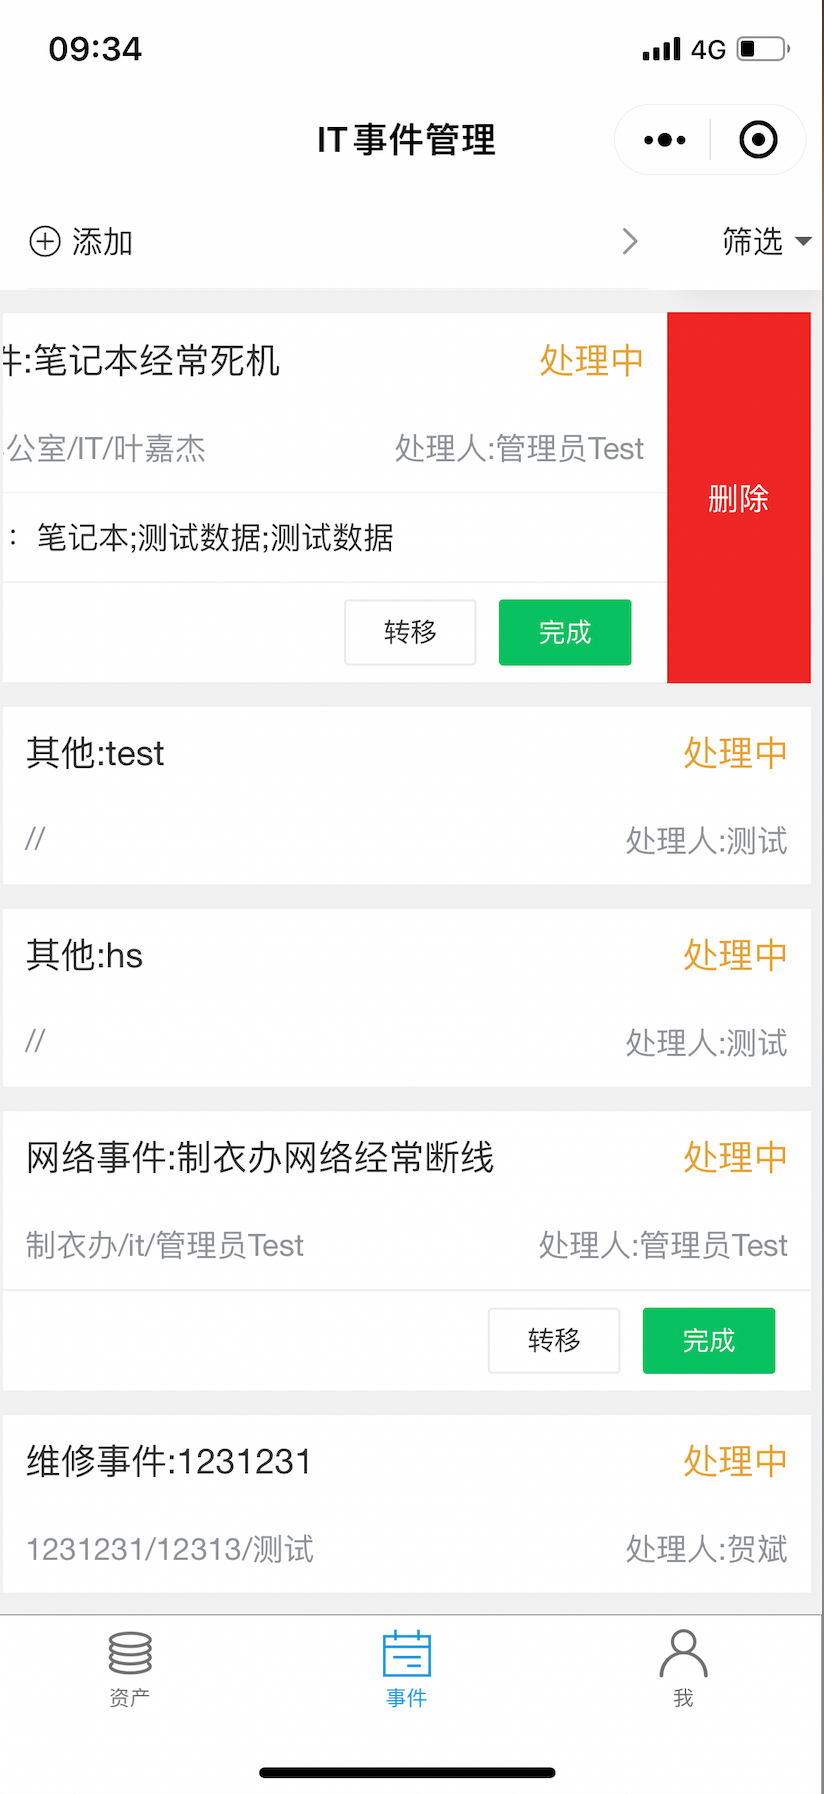 09:34 4G
IT事件管理
添加 筛选
件:笔记本经常死机 处理中
公室/IT/叶嘉杰 处理人:管理员Test
：笔记本;测试数据;测试数据
删除
转移 完成
其他:test 处理中
// 处理人:测试
其他:hs 处理中
// 处理人:测试
网络事件:制衣办网络经常断线 处理中
制衣办/it/管理员Test 处理人:管理员Test
转移 完成
维修事件:1231231 处理中
1231231/12313/测试 处理人:贺斌
资产 事件 我